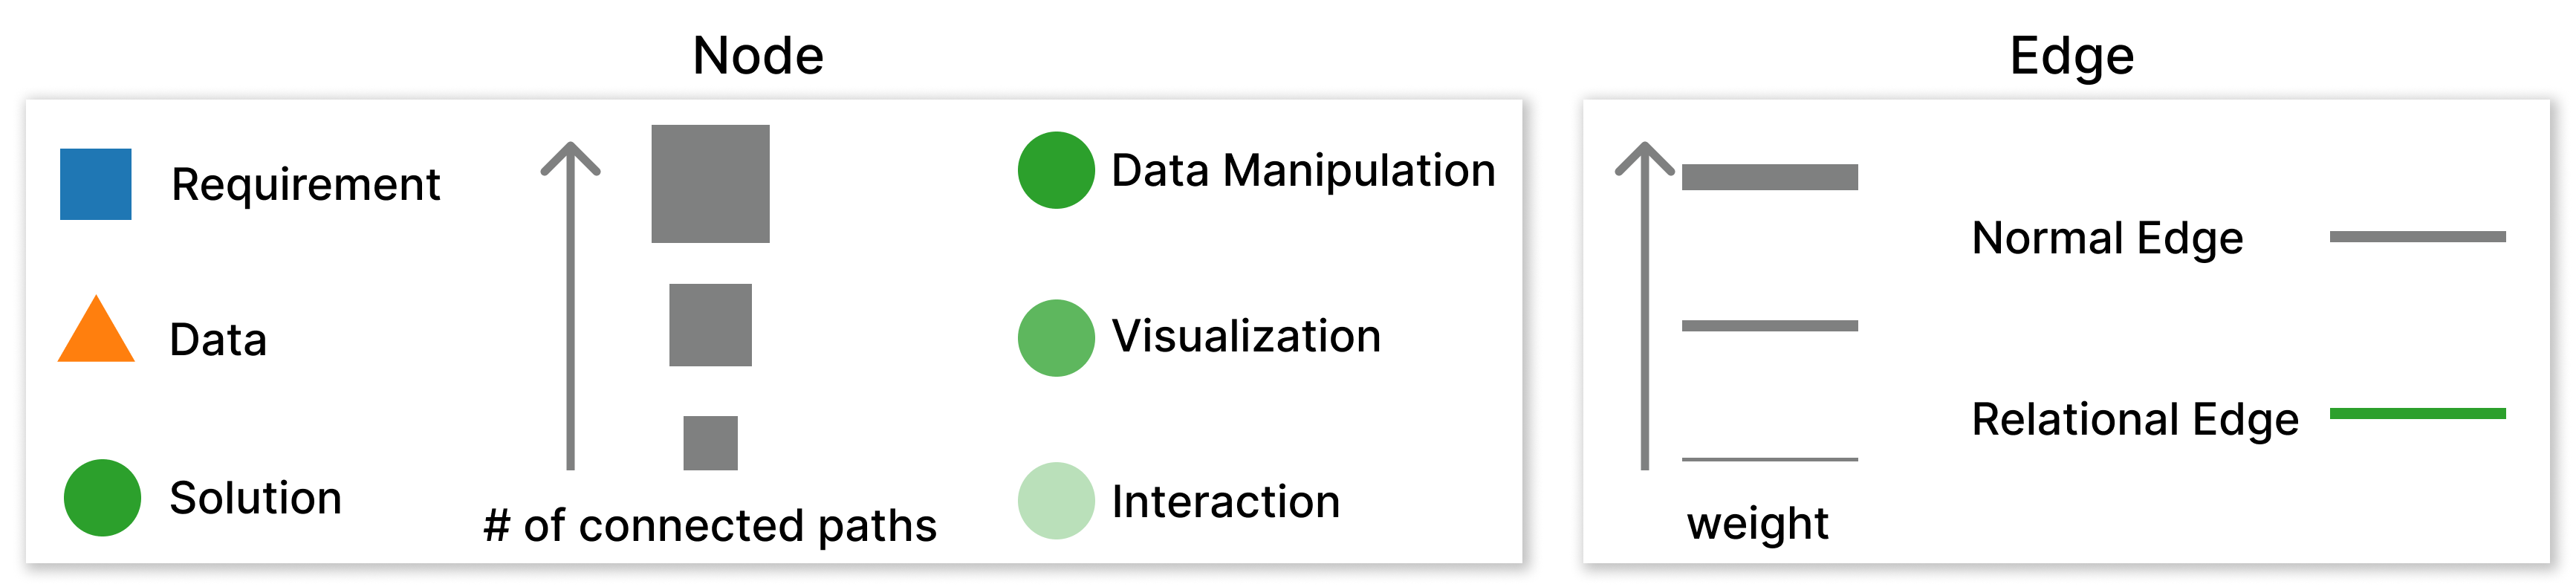 Node
Requirement
Data
Solution
# of connected paths
Data Manipulation
Visualization
Interaction
Edge
weight
Normal Edge
Relational Edge